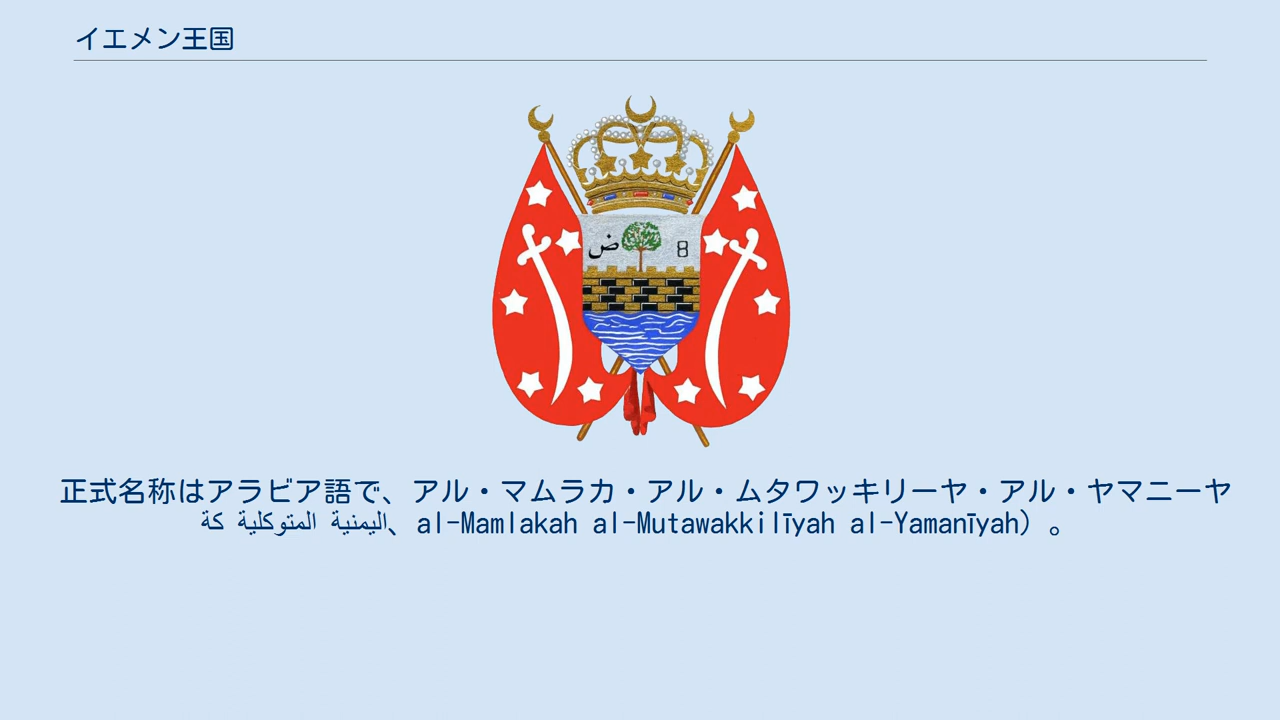 イエメン王国
ض 8
正式名称はアラビア語で、アル・マムラカ・アル・ムタワッキリーヤ・アル・ヤマニーヤ
كة المتوكلية اليمنية、al-Mamlakah al-Mutawakkilīyah al-Yamanīyah）。